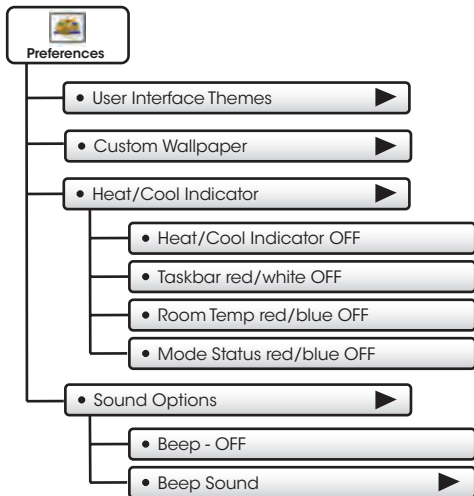 Preferences
• User Interface Themes
• Custom Wallpaper
• Heat/Cool Indicator
• Heat/Cool Indicator OFF
• Taskbar red/white OFF
• Room Temp red/blue OFF
• Mode Status red/blue OFF
• Sound Options
• Beep - OFF
• Beep Sound